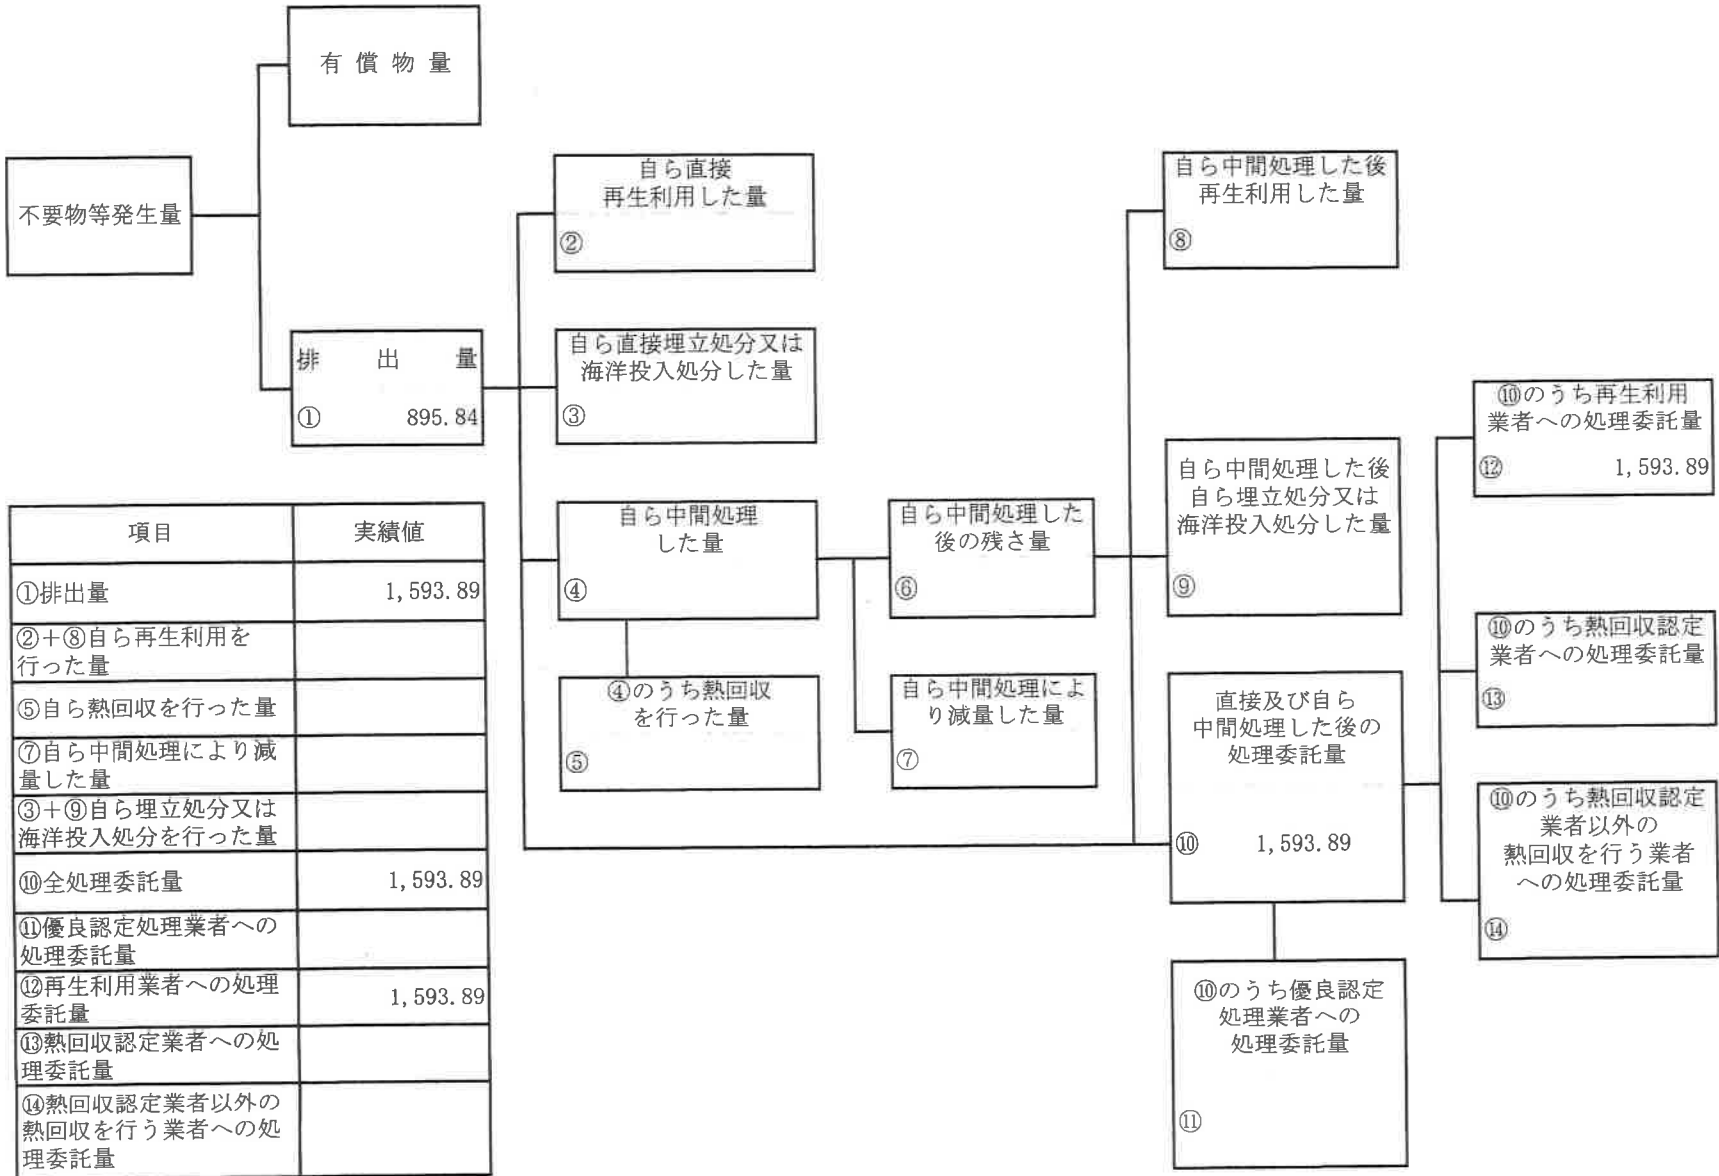 有償物量
不要物等発生量
排出量
① 895.84
自ら直接
再生利用した量
②
自ら直接埋立処分又は
海洋投入処分した量
③
自ら中間処理
した量
④
④のうち熱回収
を行った量
⑤
自ら中間処理した
後の残さ量
⑥
自ら中間処理によ
り減量した量
⑦
自ら中間処理した後
再生利用した量
⑧
自ら中間処理した後
自ら埋立処分又は
海洋投入処分した量
⑨
直接及び自ら
中間処理した後の
処理委託量
⑩ 1,593.89
⑩のうち優良認定
処理業者への
処理委託量
⑪
⑩のうち再生利用
業者への処理委託量
⑫ 1,593.89
⑩のうち熱回収認定
業者への処理委託量
⑬
⑩のうち熱回収認定
業者以外の
熱回収を行う業者
への処理委託量
⑭
項目 実績値
①排出量 1,593.89
②+⑧自ら再生利用を
行った量
⑤自ら熱回収を行った量
⑦自ら中間処理により減
量した量
③+⑨自ら埋立処分又は
海洋投入処分を行った量
⑩全処理委託量 1,593.89
⑪優良認定処理業者への
処理委託量
⑫再生利用業者への処理
委託量 1,593.89
⑬熱回収認定業者への処
理委託量
⑭熱回収認定業者以外の
熱回収を行う業者への処
理委託量